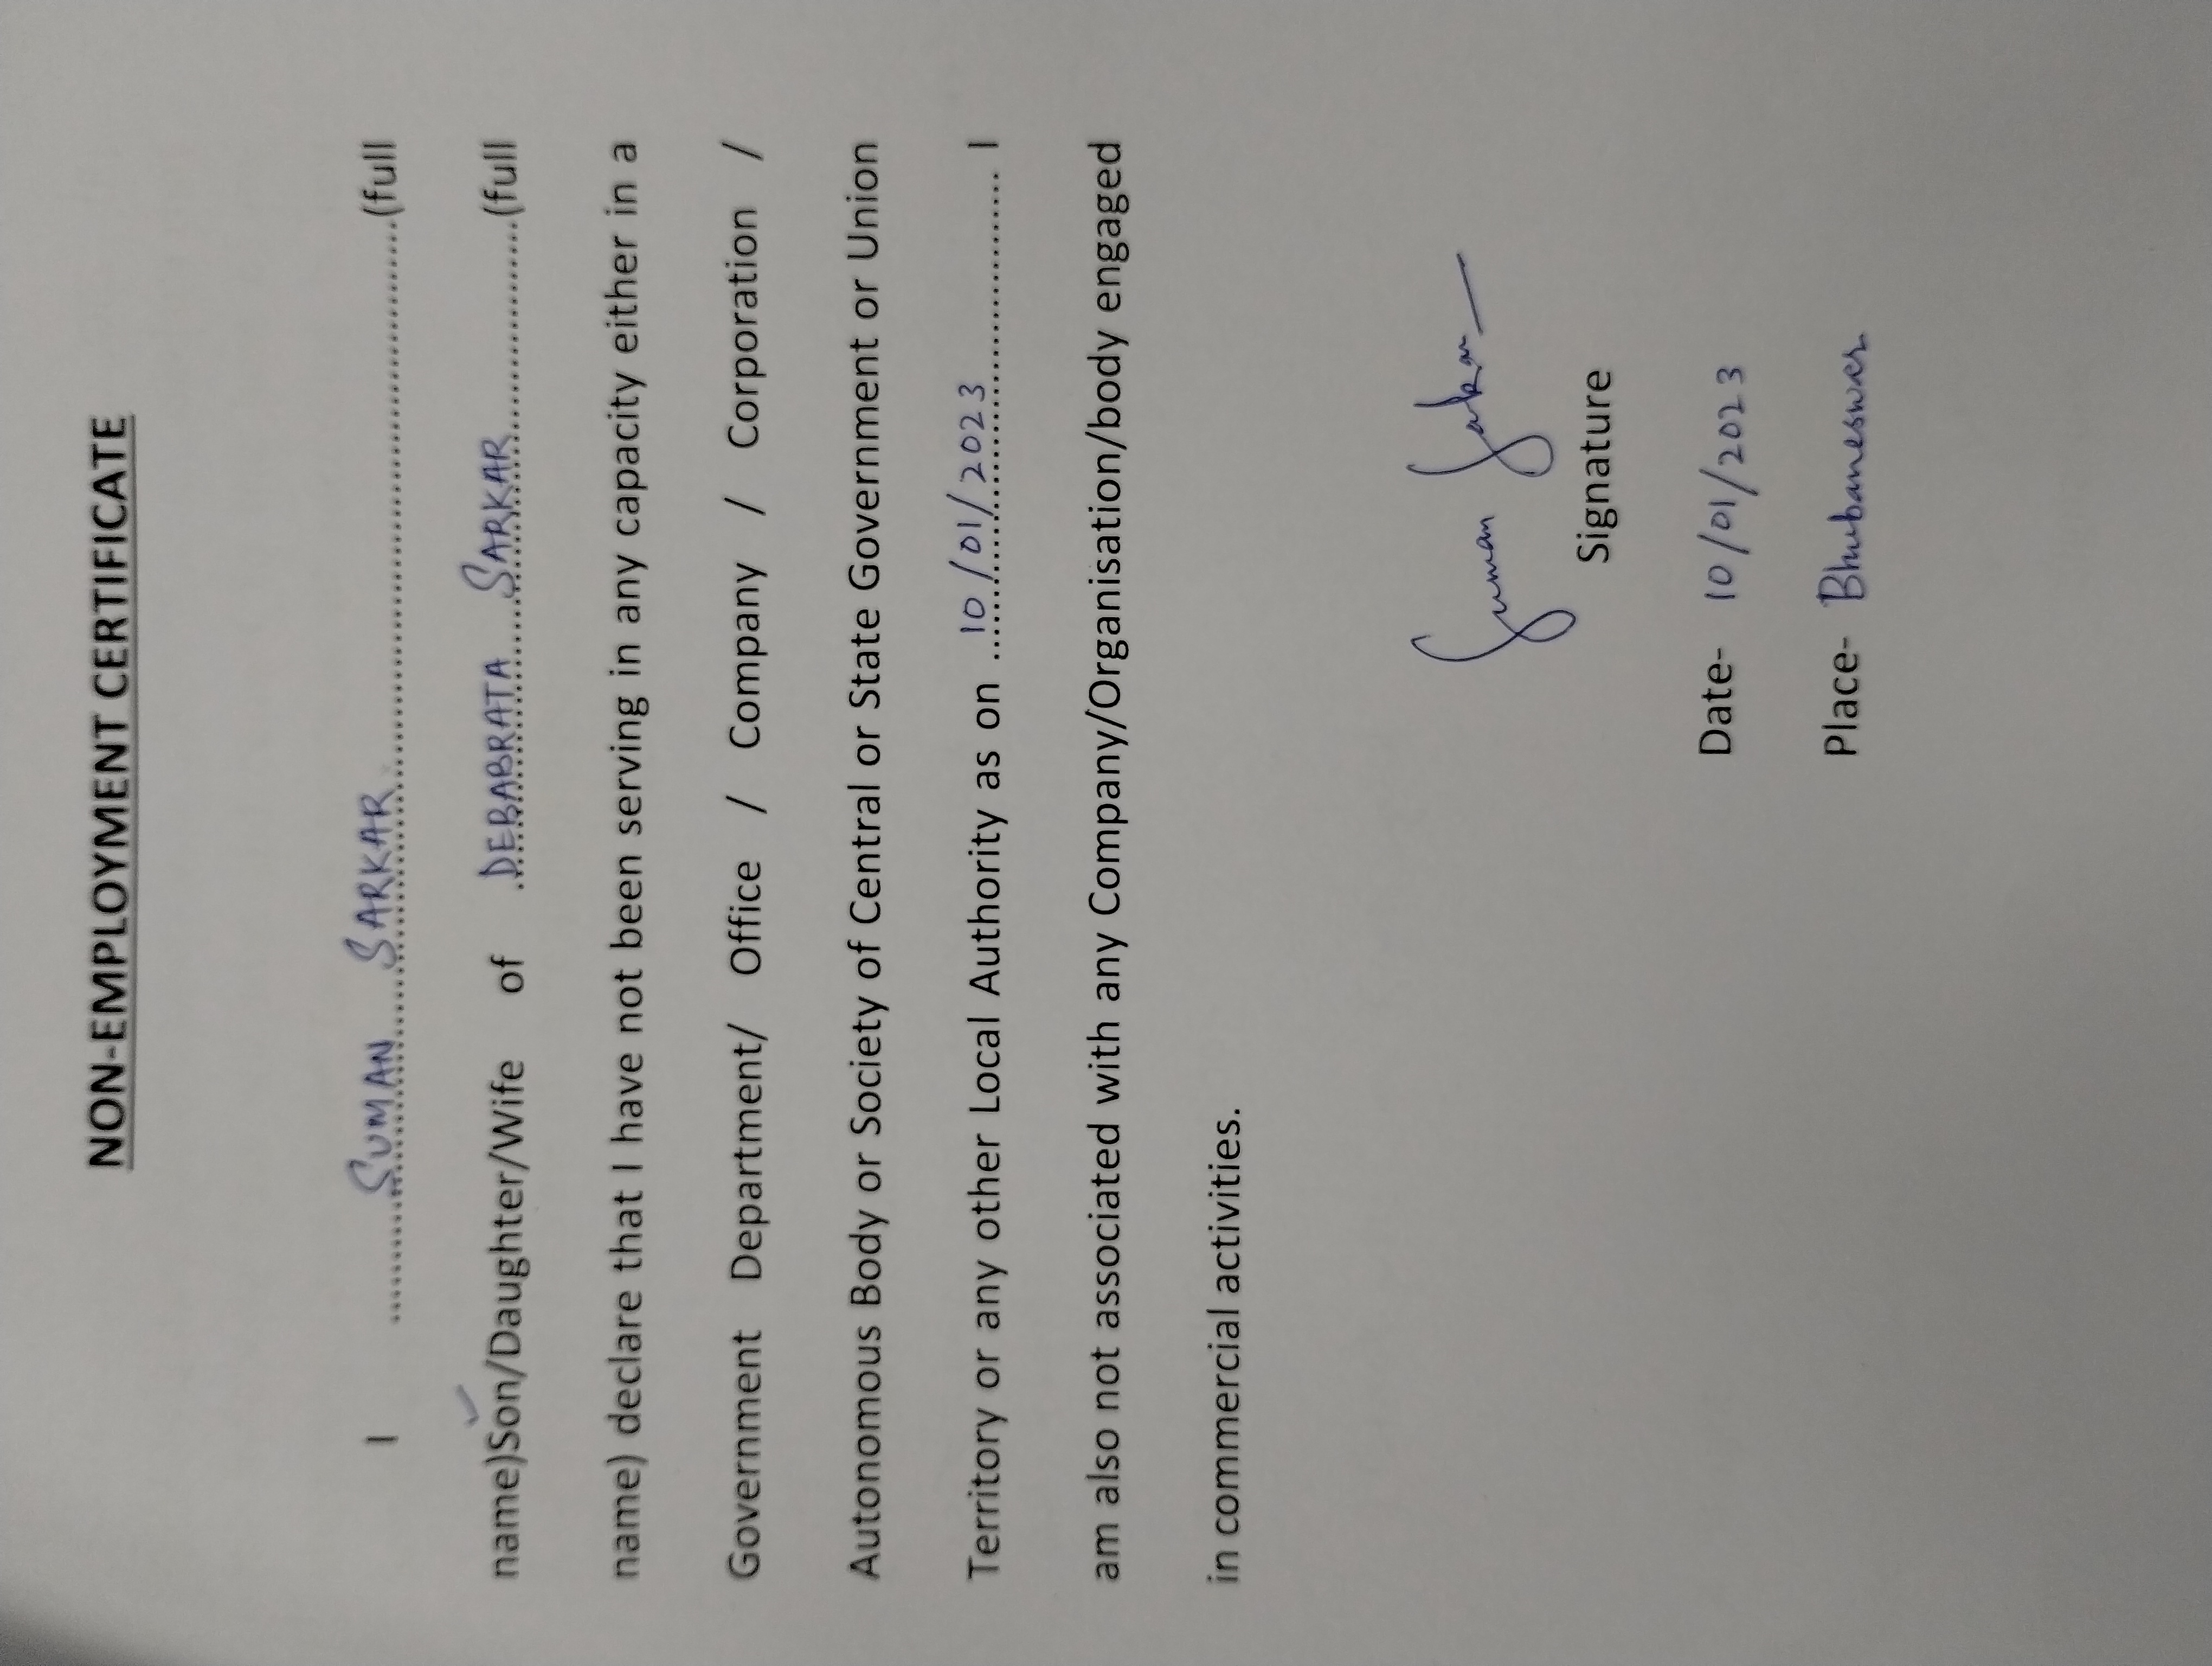 NON-EMPLOYMENT CERTIFICATE
I ..........SUMAN SARKAR..........(full
name)Son/Daughter/Wife of DEBABRATA SARKAR..........(full
name) declare that I have not been serving in any capacity either in a
Government Department/ Office / Company / Corporation /
Autonomous Body or Society of Central or State Government or Union
Territory or any other Local Authority as on 10/01/2023.......... I
am also not associated with any Company/Organisation/body engaged
in commercial activities.
Suman Sarkar
Signature
Date- 10/01/2023
Place- Bhubaneswar